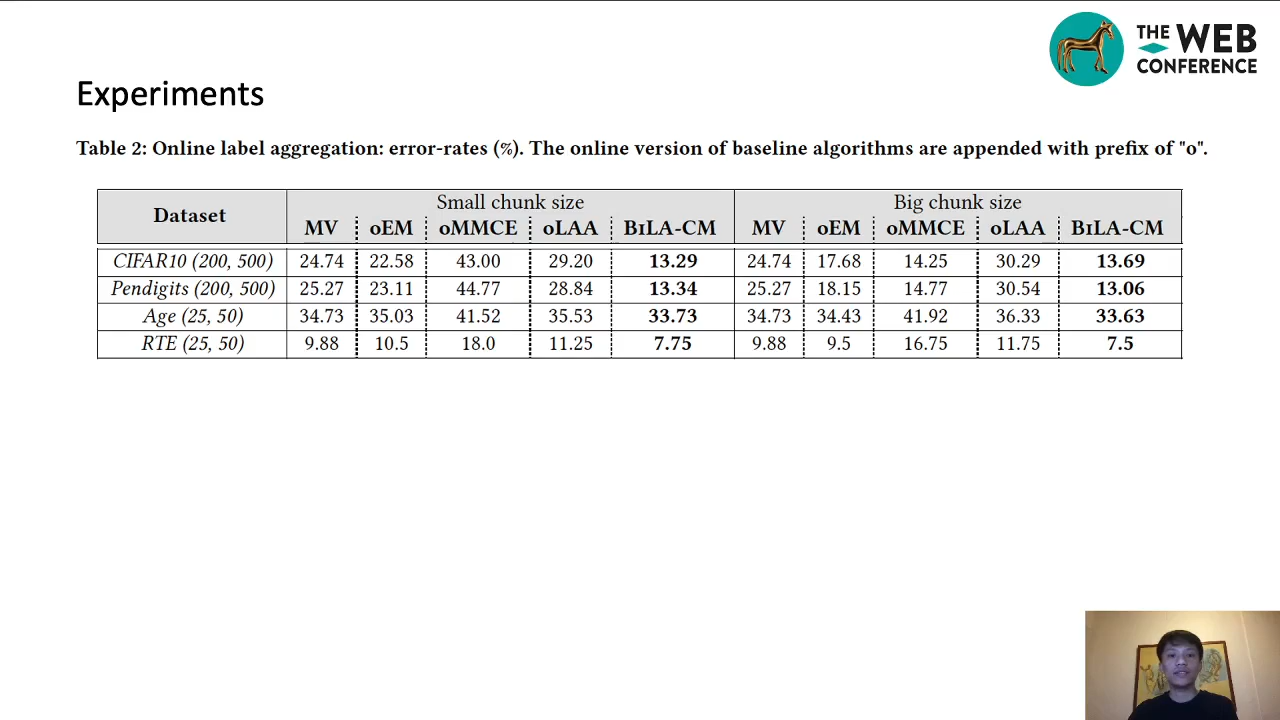 THE WEB
CONFERENCE
Experiments
Table 2: Online label aggregation: error-rates (%). The online version of baseline algorithms are appended with prefix of "o".
Dataset Small chunk size Big chunk size
MV oEM oMMCE oLAA BiLA-CM MV oEM oMMCE oLAA BiLA-CM
CIFAR10 (200, 500) 24.74 22.58 43.00 29.20 13.29 24.74 17.68 14.25 30.29 13.69
Pendigits (200, 500) 25.27 23.11 44.77 28.84 13.34 25.27 18.15 14.77 30.54 13.06
Age (25, 50) 34.73 35.03 41.52 35.53 33.73 34.73 34.43 41.92 36.33 33.63
RTE (25, 50) 9.88 10.5 18.0 11.25 7.75 9.88 9.5 16.75 11.75 7.5